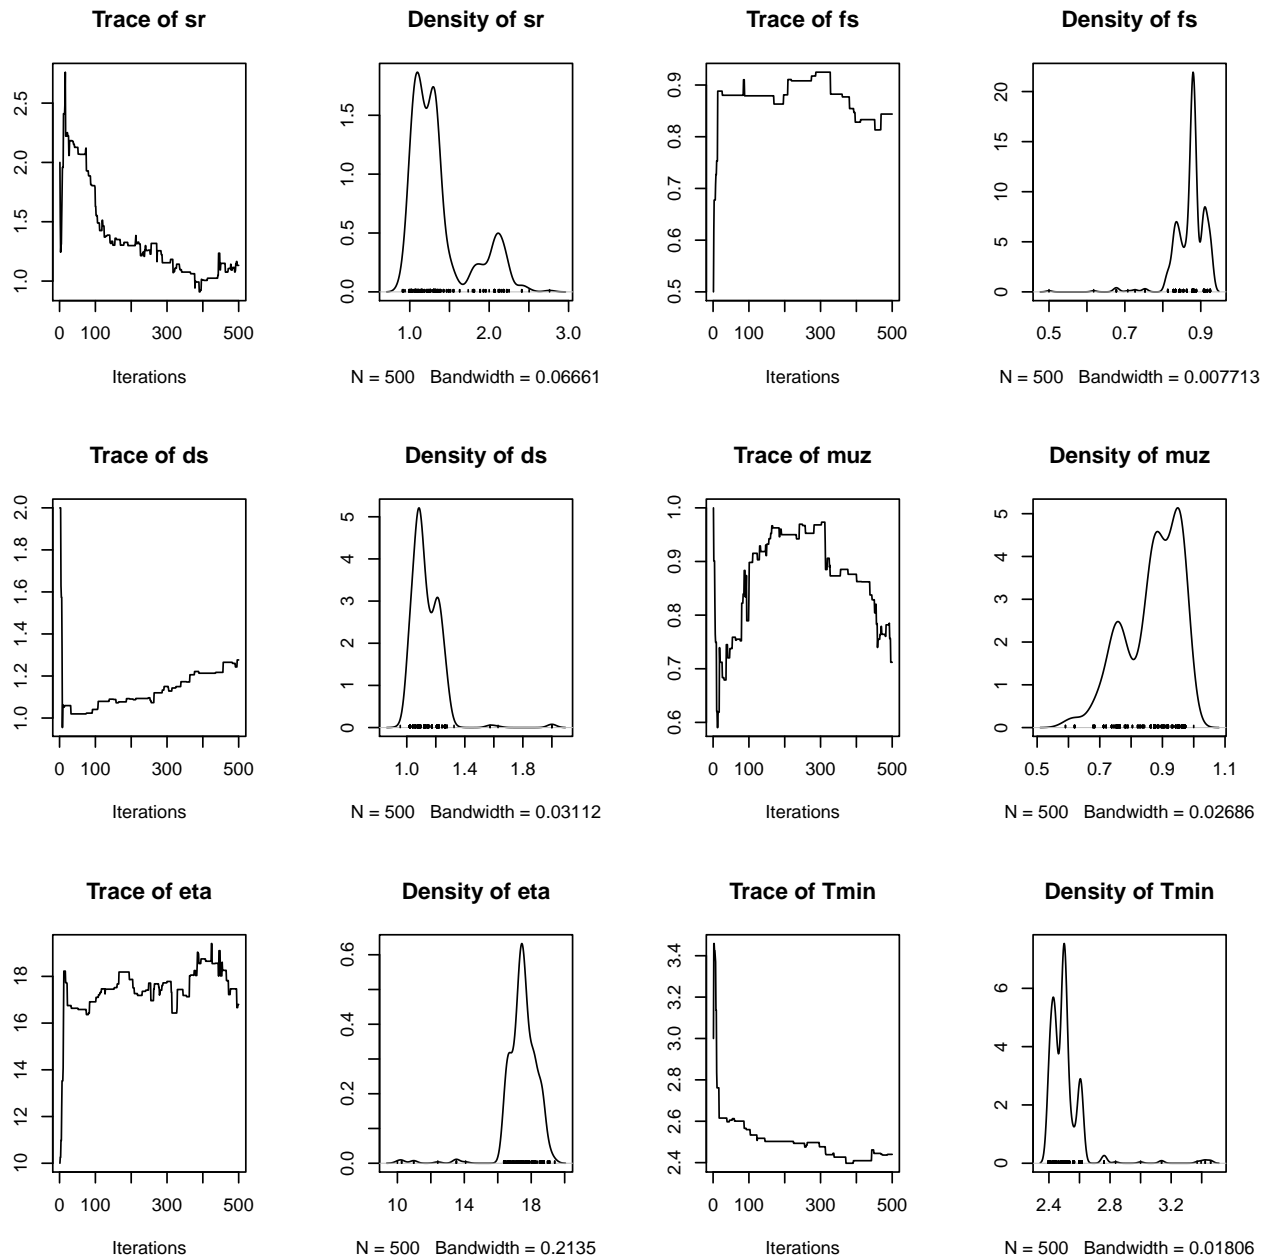 Trace of sr
Density of sr
Trace of fs
Density of fs
1.0 1.5 2.0 2.5
0.0 0.5 1.0 1.5
0.5 0.6 0.7 0.8 0.9
0 5 10 15 20
0 100 300 500
1.0 2.0 3.0
0 100 300 500
0.5 0.7 0.9
Iterations
N = 500 Bandwidth = 0.06661
Iterations
N = 500 Bandwidth = 0.007713
Trace of ds
Density of ds
Trace of muz
Density of muz
1.0 1.2 1.4 1.6 1.8 2.0
0 1 2 3 4 5
0.6 0.7 0.8 0.9 1.0
0 1 2 3 4 5
0 100 300 500
1.0 1.4 1.8
0 100 300 500
0.5 0.7 0.9 1.1
Iterations
N = 500 Bandwidth = 0.03112
Iterations
N = 500 Bandwidth = 0.02686
Trace of eta
Density of eta
Trace of Tmin
Density of Tmin
10 12 14 16 18
0.0 0.2 0.4 0.6
2.4 2.6 2.8 3.0 3.2 3.4
0 2 4 6
0 100 300 500
10 14 18
0 100 300 500
2.4 2.8 3.2
Iterations
N = 500 Bandwidth = 0.2135
Iterations
N = 500 Bandwidth = 0.01806